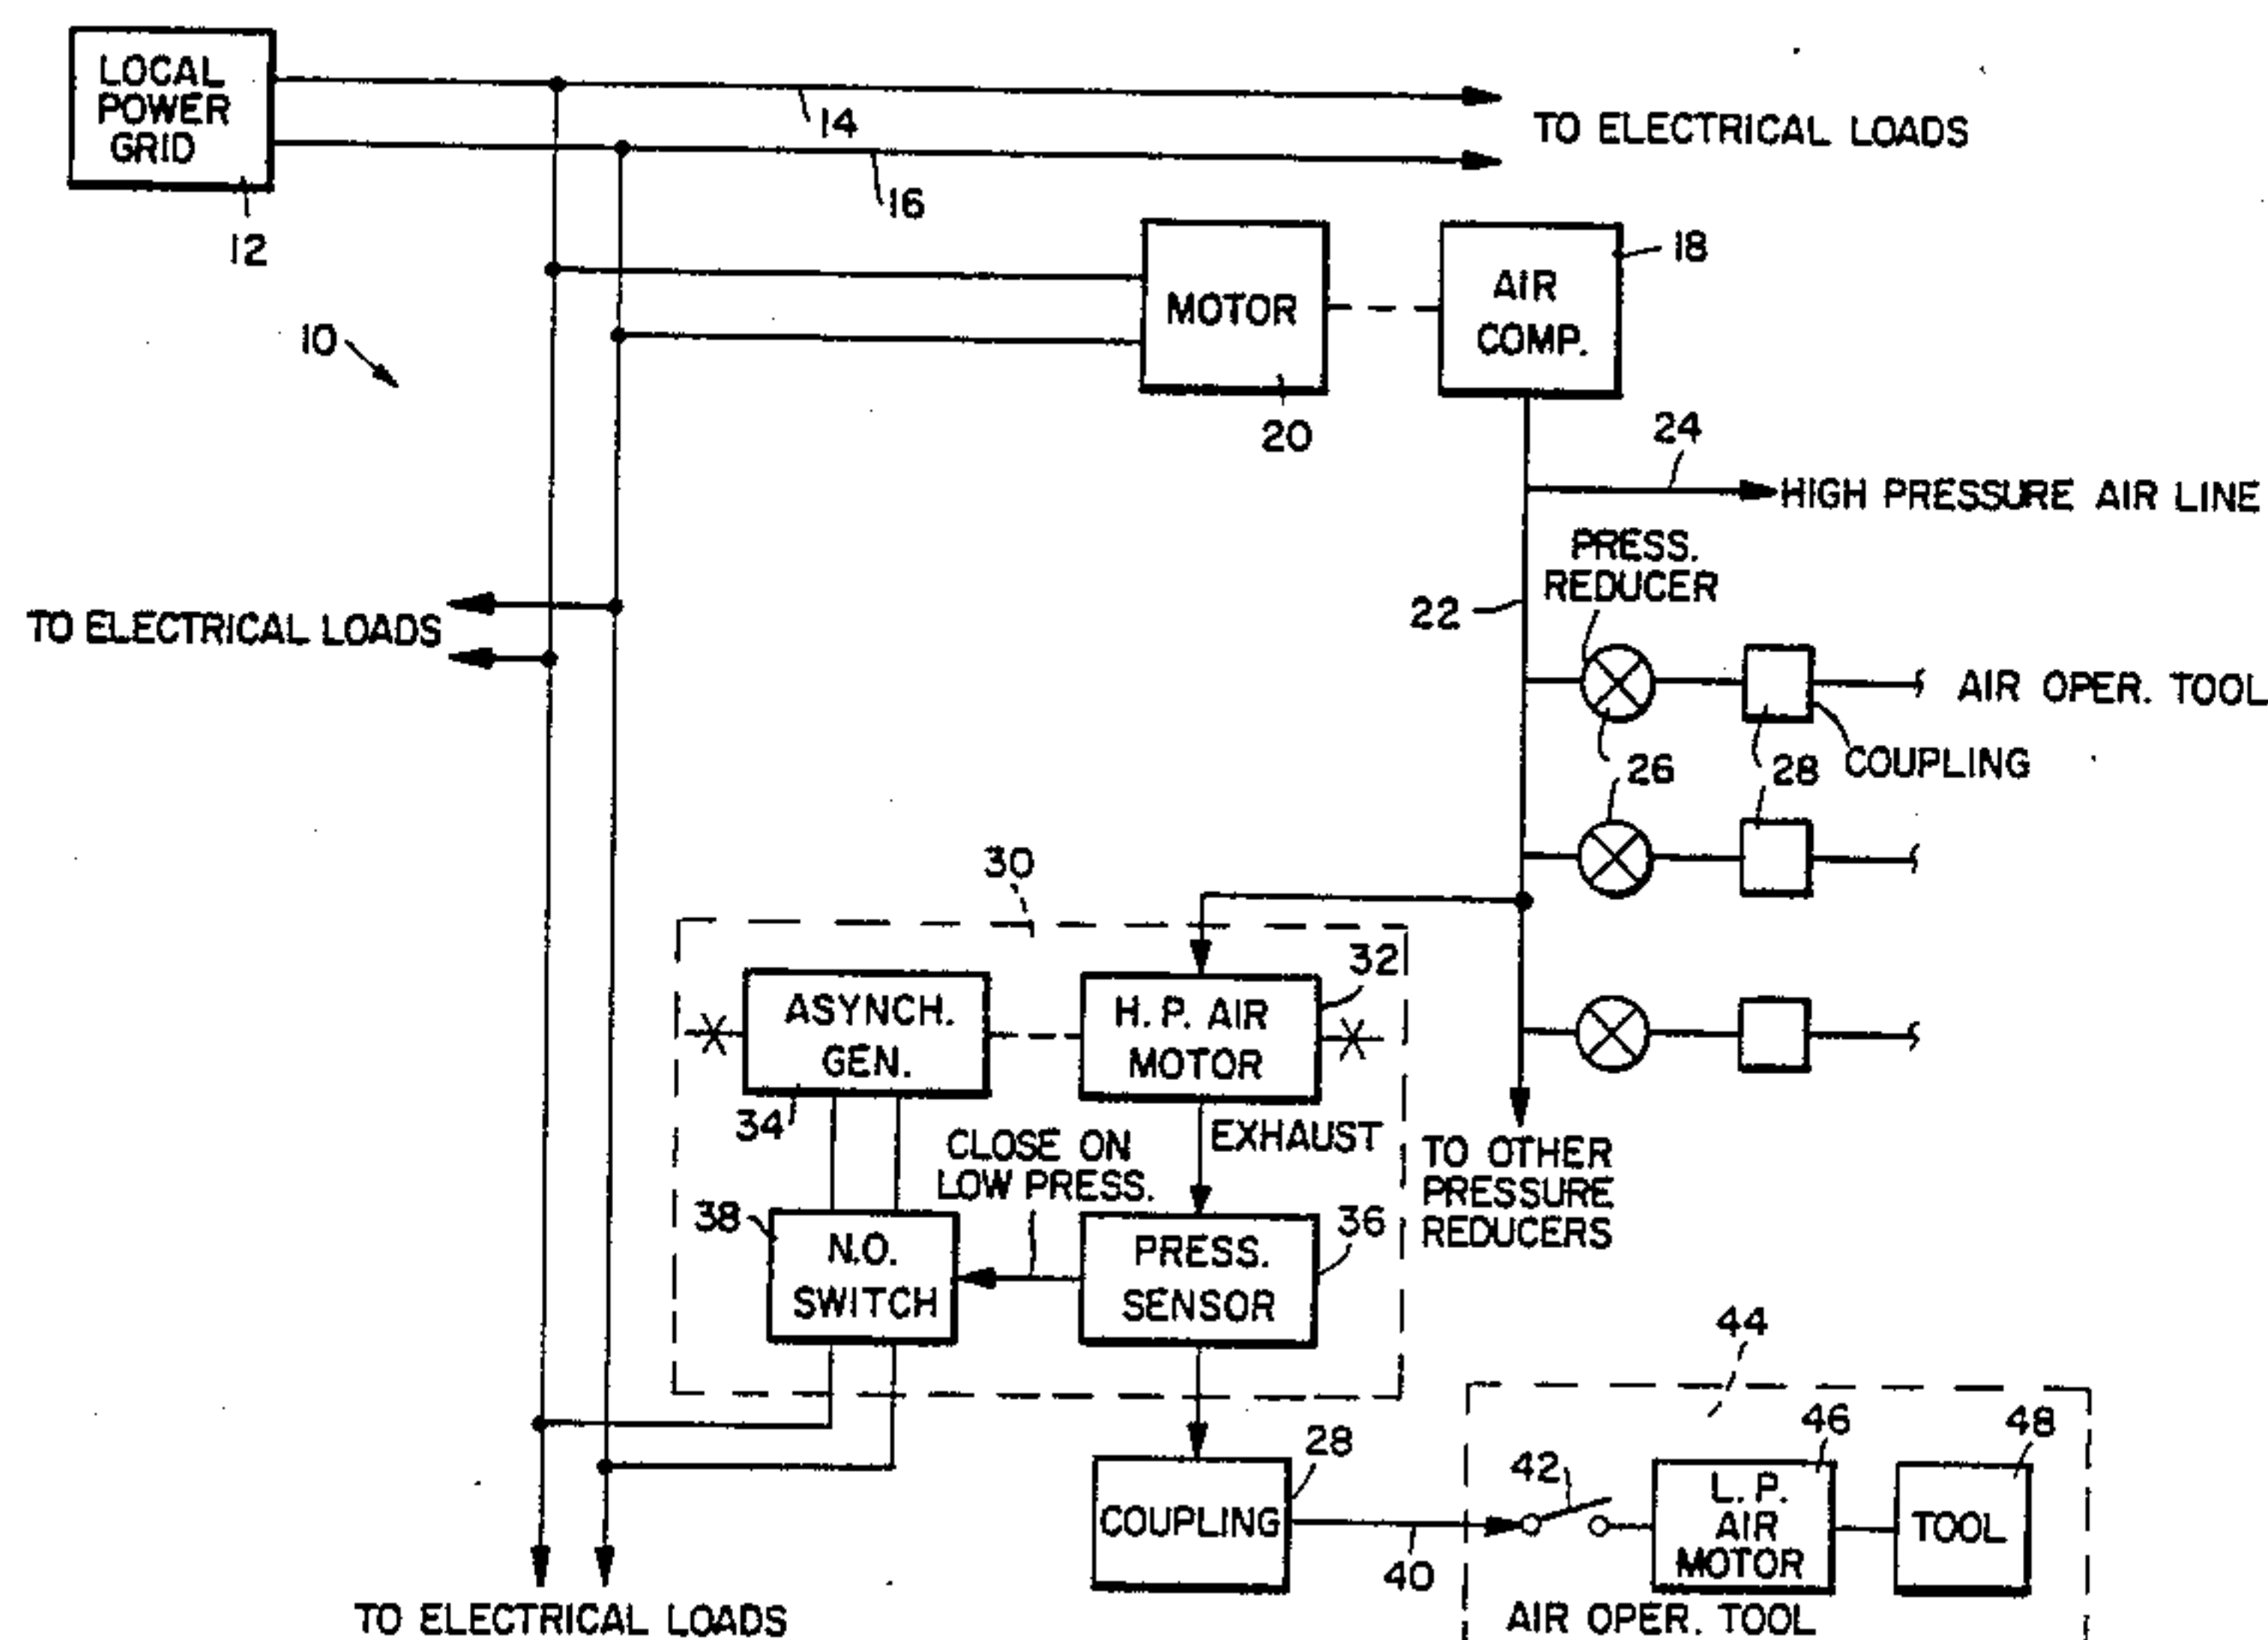 LOCAL
POWER
GRID
12
14
16
TO ELECTRICAL LOADS
10
MOTOR
20
AIR
COMP.
18
24
HIGH PRESSURE AIR LINE
PRESS.
REDUCER
22
TO ELECTRICAL LOADS
AIR OPER. TOOL
26
28
COUPLING
30
ASYNCH.
GEN.
34
H. P. AIR
MOTOR
32
EXHAUST
CLOSE ON
LOW PRESS.
TO OTHER
PRESSURE
REDUCERS
38
N.O.
SWITCH
PRESS.
SENSOR
36
44
28
COUPLING
40
42
46
L. P.
AIR
MOTOR
48
TOOL
AIR OPER. TOOL
TO ELECTRICAL LOADS